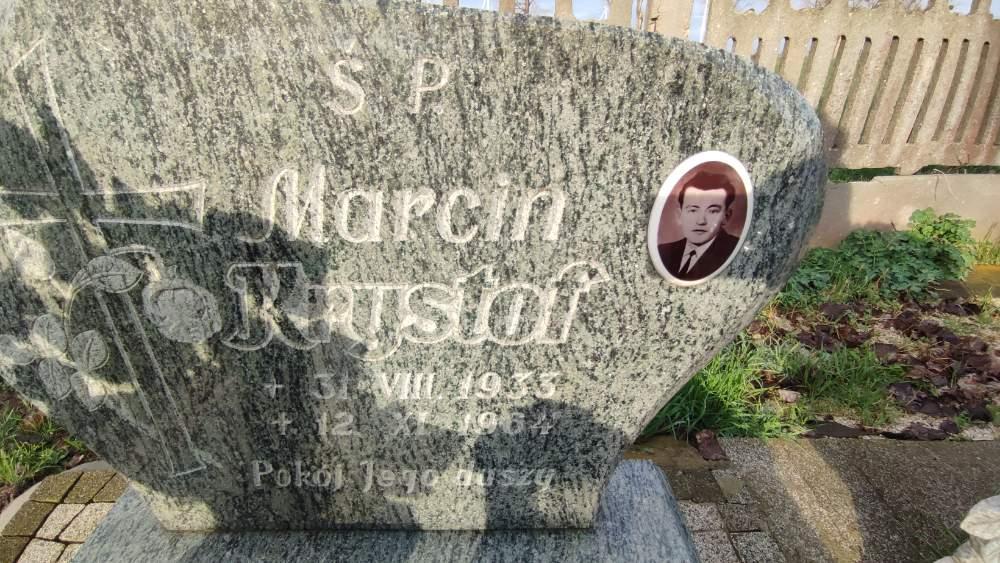 Ś P.
Marcin
Krystof
+ 31. VIII. 1933
+ 12. XI. 1964
Pokój Jego duszy